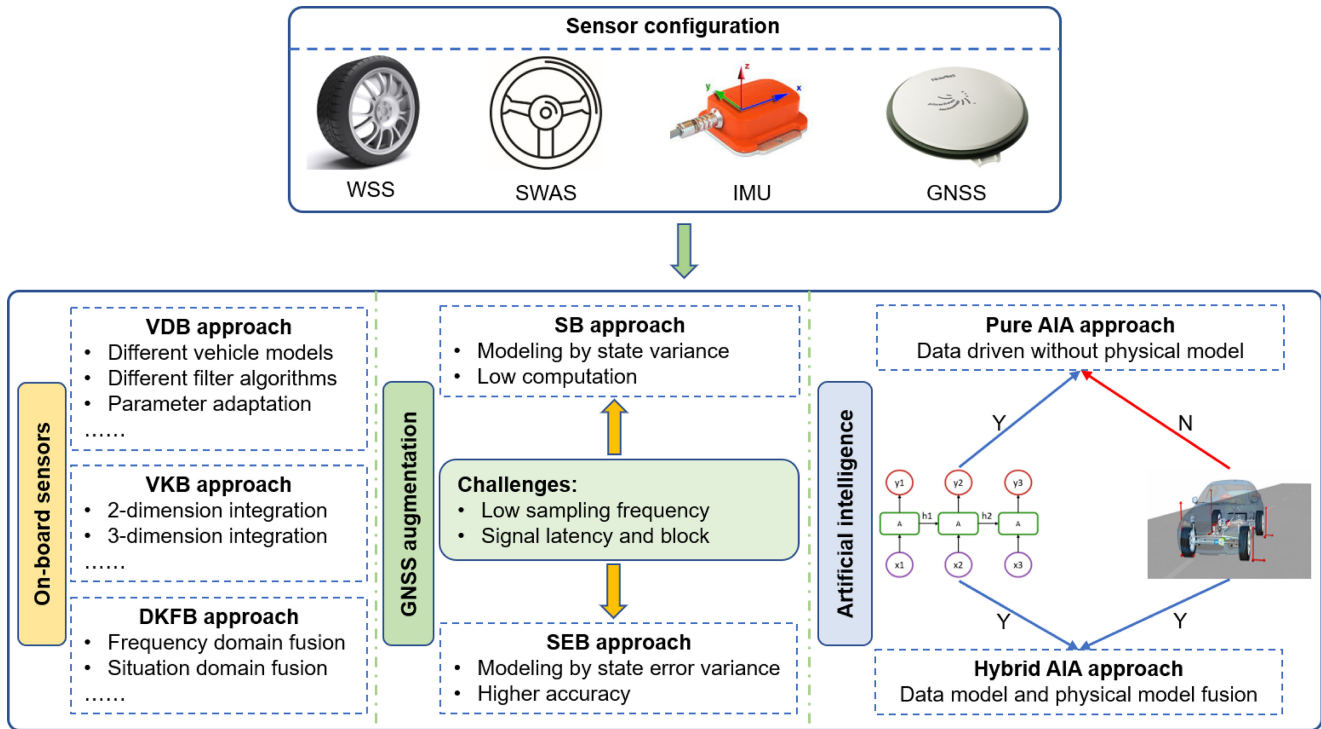 Sensor configuration
z
y
x
WSS
SWAS
IMU
GNSS
On-board sensors
VDB approach
• Different vehicle models
• Different filter algorithms
• Parameter adaptation
......
VKB approach
• 2-dimension integration
• 3-dimension integration
......
DKFB approach
• Frequency domain fusion
• Situation domain fusion
......
GNSS augmentation
SB approach
• Modeling by state variance
• Low computation
Challenges:
• Low sampling frequency
• Signal latency and block
SEB approach
• Modeling by state error variance
• Higher accuracy
Artificial intelligence
Pure AIA approach
Data driven without physical model
Y
N
y1
y2
y3
A
h1
A
h2
A
x1
x2
x3
Y
Y
Hybrid AIA approach
Data model and physical model fusion